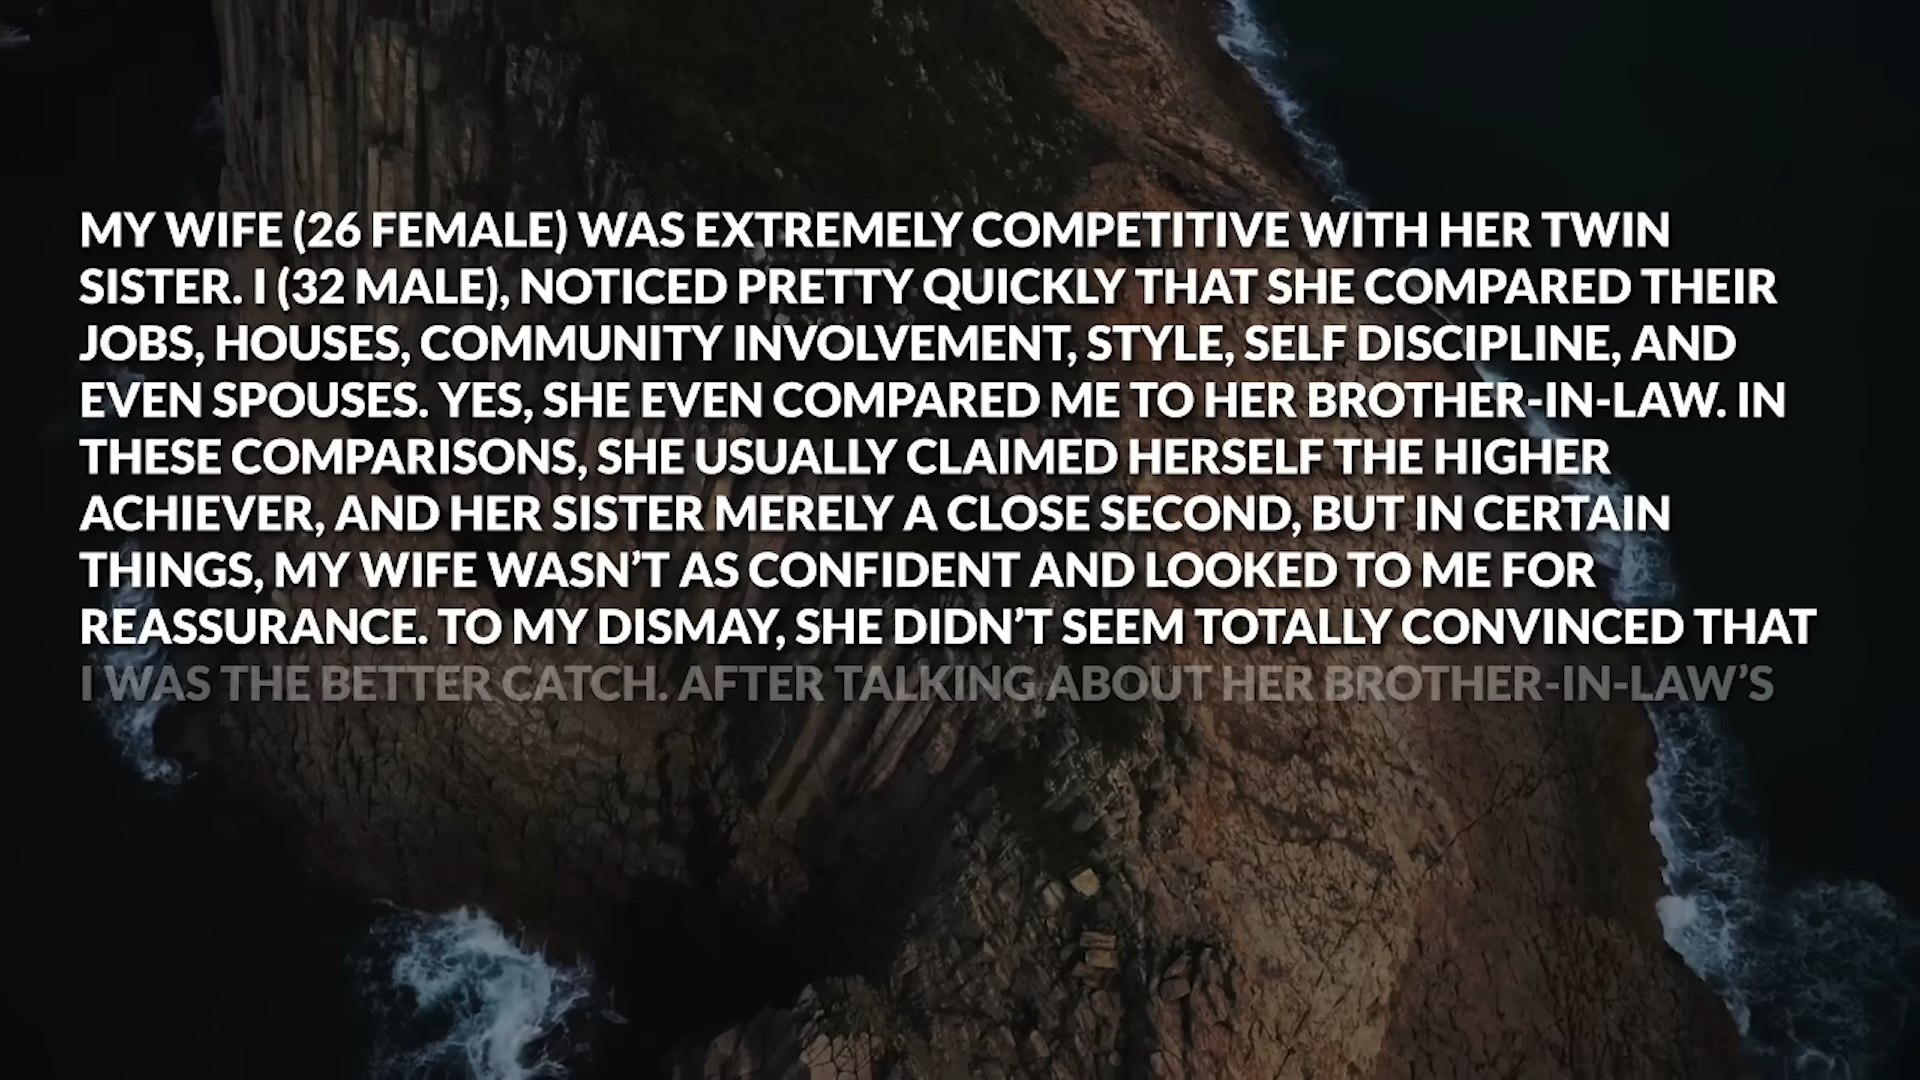 MY WIFE (26 FEMALE) WAS EXTREMELY COMPETITIVE WITH HER TWIN
SISTER. I (32 MALE), NOTICED PRETTY QUICKLY THAT SHE COMPARED THEIR
JOBS, HOUSES, COMMUNITY INVOLVEMENT, STYLE, SELF DISCIPLINE, AND
EVEN SPOUSES. YES, SHE EVEN COMPARED ME TO HER BROTHER-IN-LAW. IN
THESE COMPARISONS, SHE USUALLY CLAIMED HERSELF THE HIGHER
ACHIEVER, AND HER SISTER MERELY A CLOSE SECOND, BUT IN CERTAIN
THINGS, MY WIFE WASN’T AS CONFIDENT AND LOOKED TO ME FOR
REASSURANCE. TO MY DISMAY, SHE DIDN’T SEEM TOTALLY CONVINCED THAT
I WAS THE BETTER CATCH. AFTER TALKING ABOUT HER BROTHER-IN-LAW’S